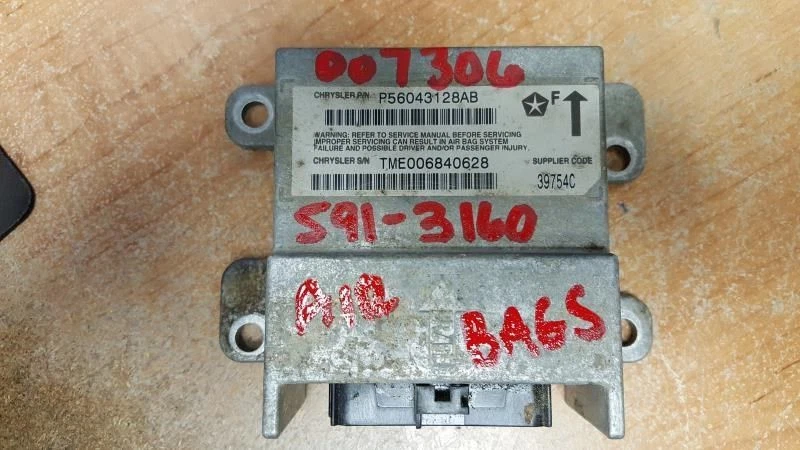 007306
CHRYSLER P/N P56043128AB
F
WARNING: REFER TO SERVICE MANUAL BEFORE SERVICING
IMPROPER SERVICING CAN RESULT IN AIR BAG SYSTEM
FAILURE AND POSSIBLE DRIVER AND/OR PASSENGER INJURY.
CHRYSLER S/N TME006840628 SUPPLIER CODE
39754C
591-3160
AIR BAGS